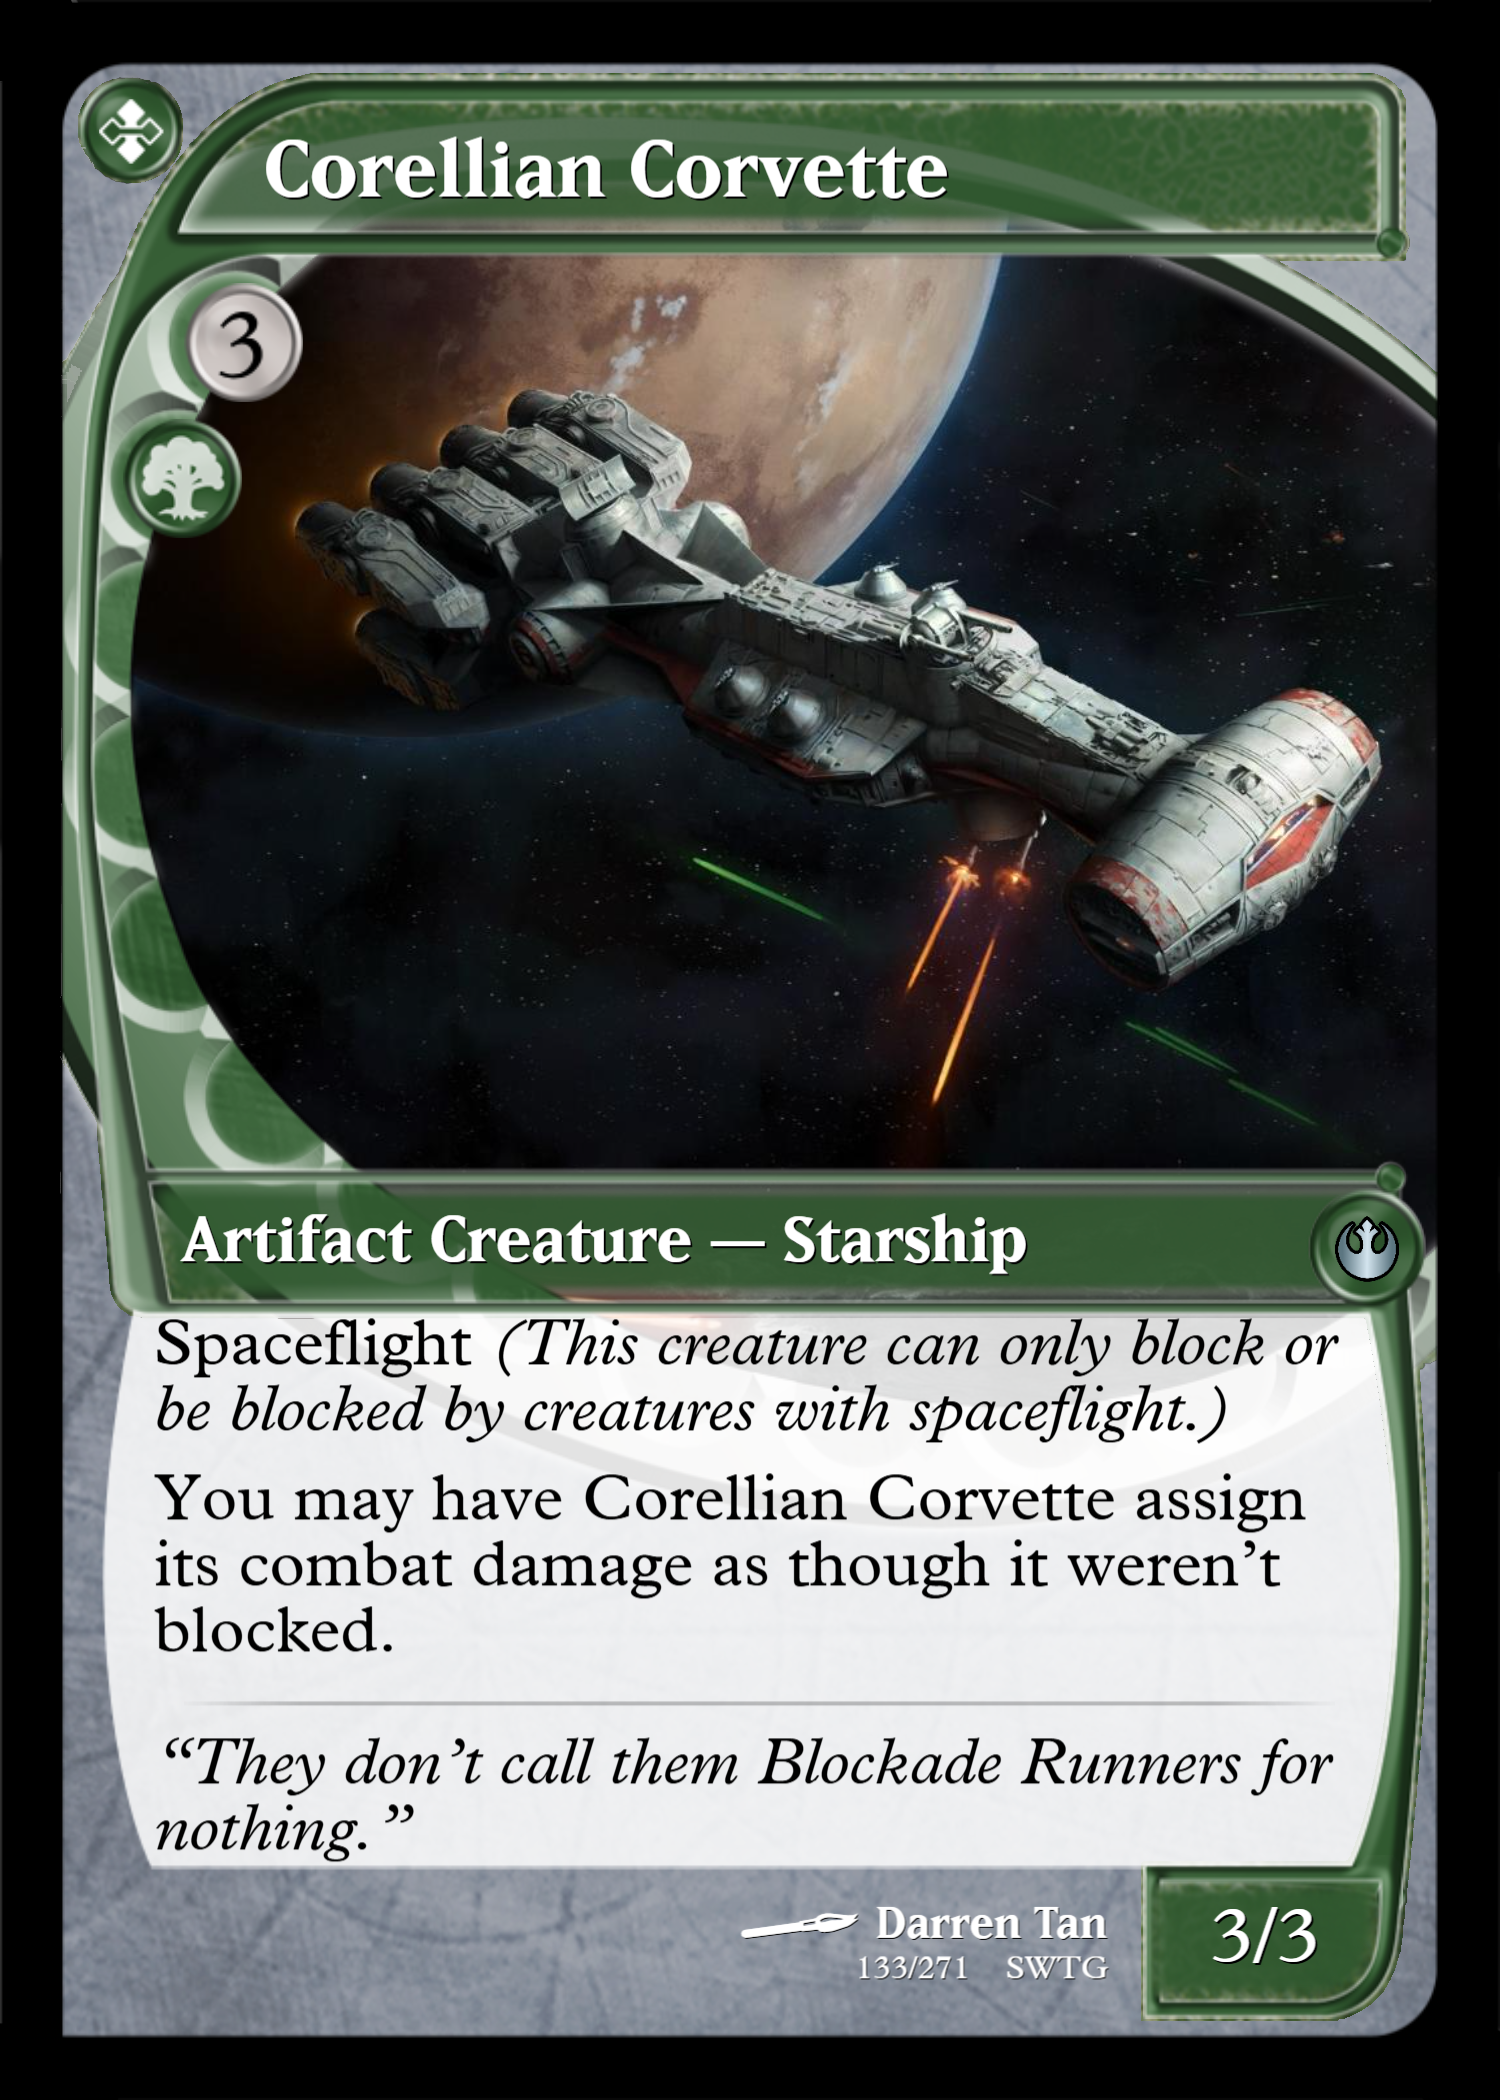 Corellian Corvette
3
Artifact Creature — Starship
Spaceflight (This creature can only block or
be blocked by creatures with spaceflight.)
You may have Corellian Corvette assign
its combat damage as though it weren’t
blocked.
“They don’t call them Blockade Runners for
nothing.”
Darren Tan
133/271 SWTG
3/3